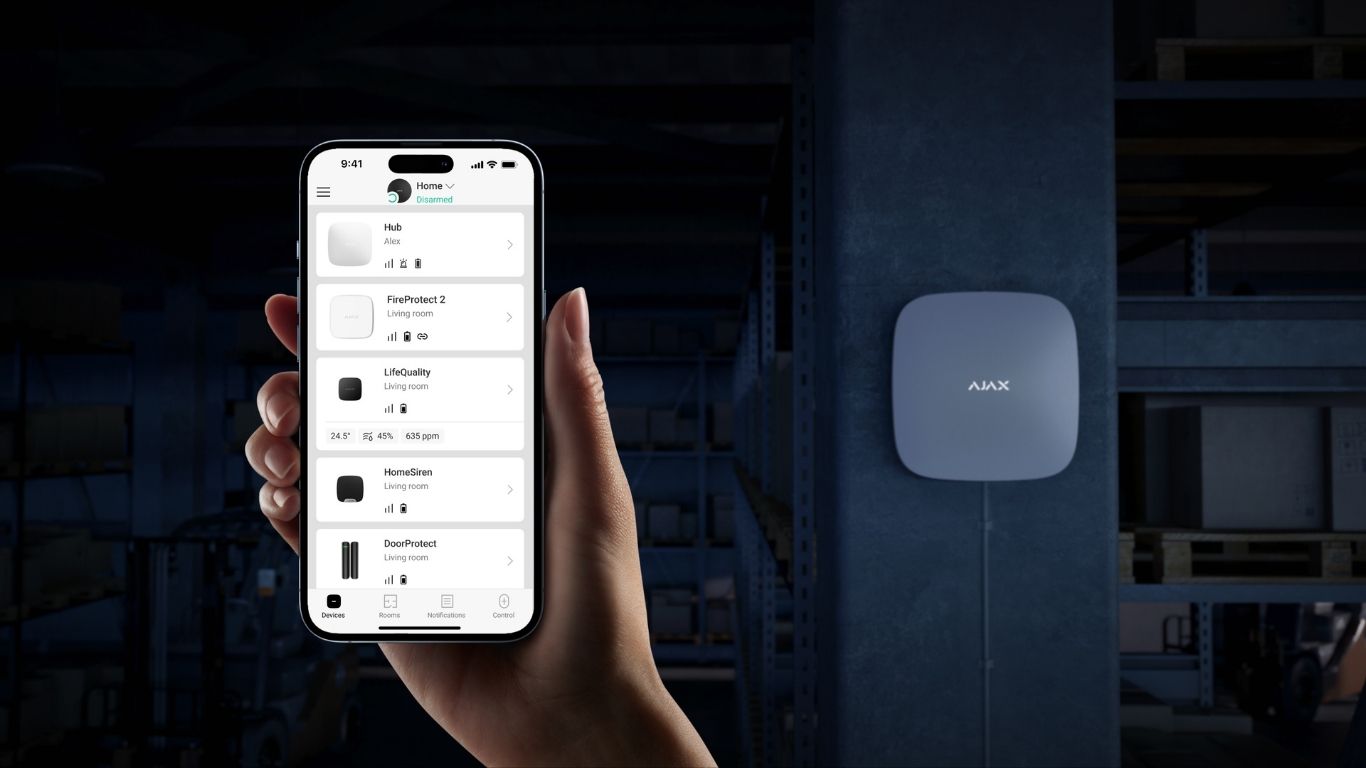 9:41
Home
Disarmed
Hub
Alex
FireProtect 2
Living room
LifeQuality
Living room
24.5° 45% 635 ppm
HomeSiren
Living room
DoorProtect
Living room
Devices Rooms Notifications Control
AJAX